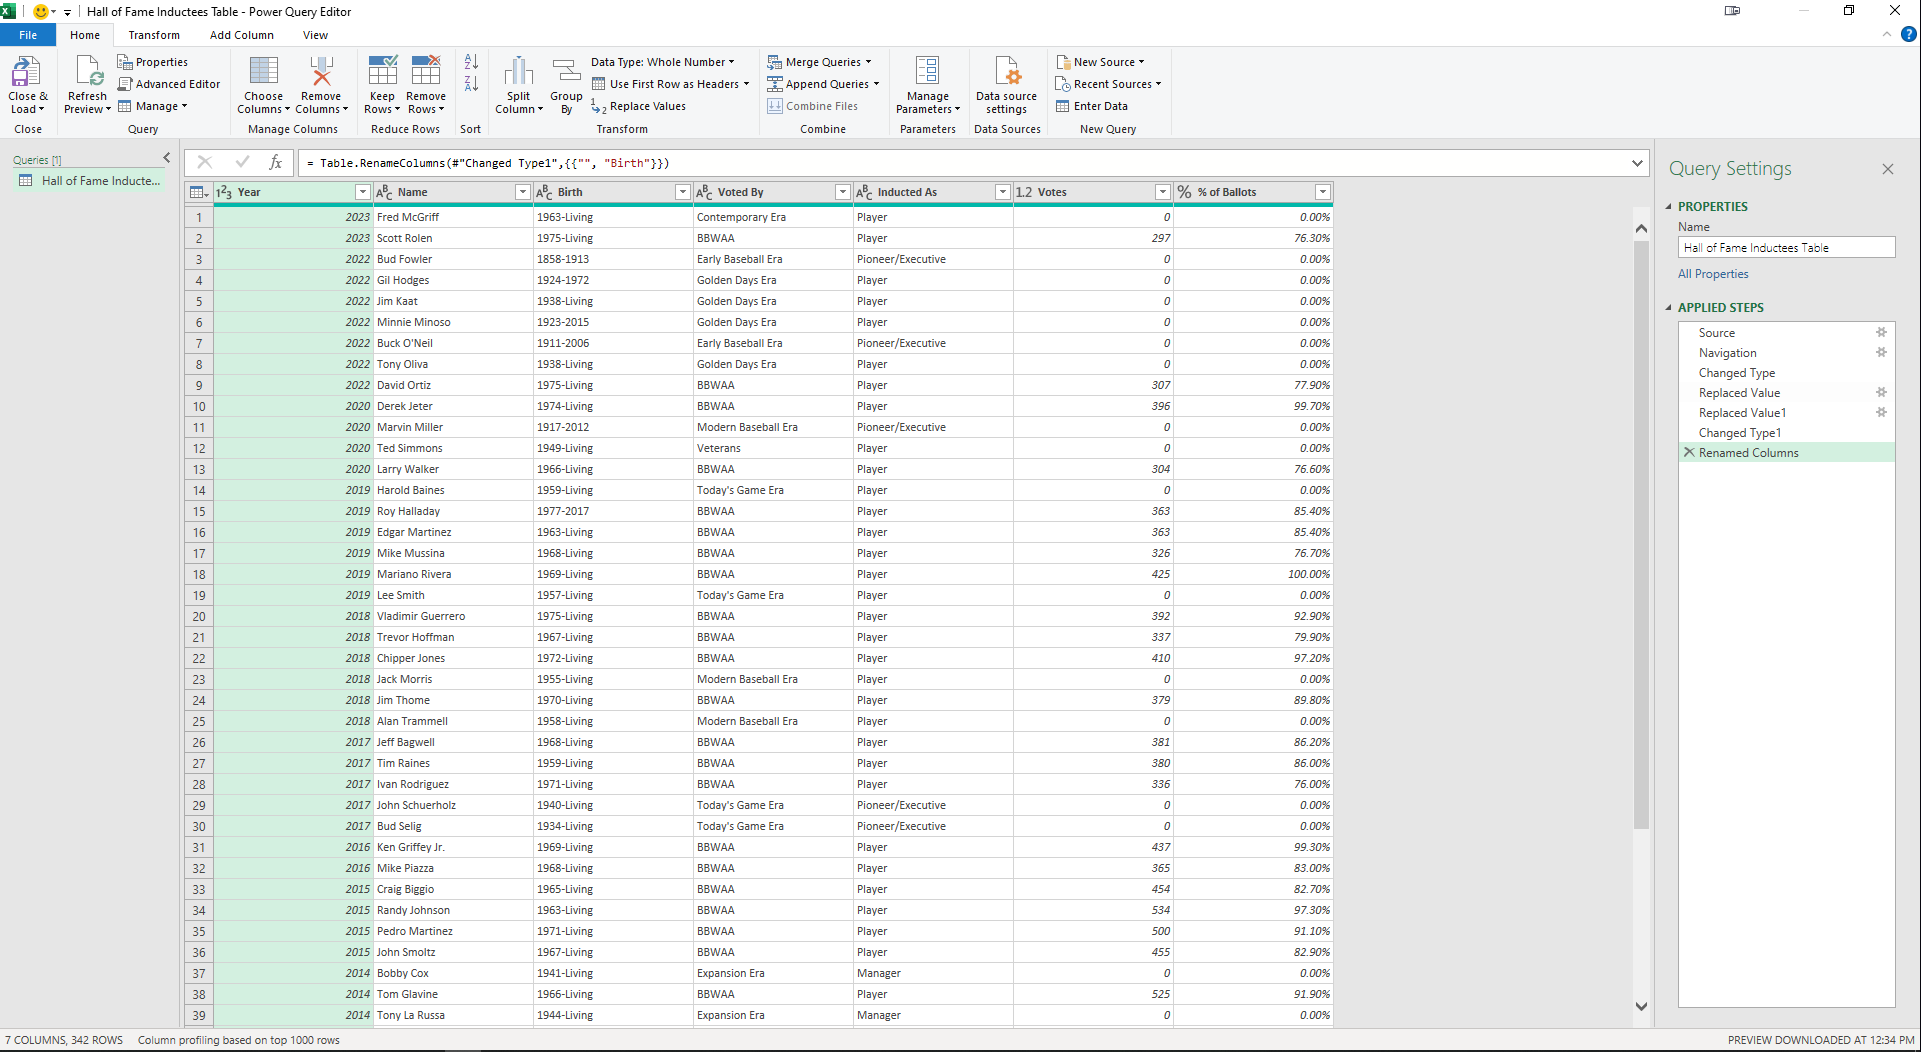 Hall of Fame Inductees Table - Power Query Editor
File Home Transform Add Column View
Close & Load
Close
Refresh Preview
Properties
Advanced Editor
Manage
Query
Choose Columns
Remove Columns
Manage Columns
Keep Rows
Remove Rows
Reduce Rows
Sort
Split Column
Group By
Data Type: Whole Number
Use First Row as Headers
Replace Values
Transform
Merge Queries
Append Queries
Combine Files
Combine
Manage Parameters
Parameters
Data source settings
Data Sources
New Source
Recent Sources
Enter Data
New Query
Queries [1]
Hall of Fame Inducte...
fx
= Table.RenameColumns(#"Changed Type1",{{"", "Birth"}})
Year Name Birth Voted By Inducted As 1.2 Votes % % of Ballots
1 2023 Fred McGriff 1963-Living Contemporary Era Player 0 0.00%
2 2023 Scott Rolen 1975-Living BBWAA Player 297 76.30%
3 2022 Bud Fowler 1858-1913 Early Baseball Era Pioneer/Executive 0 0.00%
4 2022 Gil Hodges 1924-1972 Golden Days Era Player 0 0.00%
5 2022 Jim Kaat 1938-Living Golden Days Era Player 0 0.00%
6 2022 Minnie Minoso 1923-2015 Golden Days Era Player 0 0.00%
7 2022 Buck O'Neil 1911-2006 Early Baseball Era Pioneer/Executive 0 0.00%
8 2022 Tony Oliva 1938-Living Golden Days Era Player 0 0.00%
9 2022 David Ortiz 1975-Living BBWAA Player 307 77.90%
10 2020 Derek Jeter 1974-Living BBWAA Player 396 99.70%
11 2020 Marvin Miller 1917-2012 Modern Baseball Era Pioneer/Executive 0 0.00%
12 2020 Ted Simmons 1949-Living Veterans Player 0 0.00%
13 2020 Larry Walker 1966-Living BBWAA Player 304 76.60%
14 2019 Harold Baines 1959-Living Today's Game Era Player 0 0.00%
15 2019 Roy Halladay 1977-2017 BBWAA Player 363 85.40%
16 2019 Edgar Martinez 1963-Living BBWAA Player 363 85.40%
17 2019 Mike Mussina 1968-Living BBWAA Player 326 76.70%
18 2019 Mariano Rivera 1969-Living BBWAA Player 425 100.00%
19 2019 Lee Smith 1957-Living Today's Game Era Player 0 0.00%
20 2018 Vladimir Guerrero 1975-Living BBWAA Player 392 92.90%
21 2018 Trevor Hoffman 1967-Living BBWAA Player 337 79.90%
22 2018 Chipper Jones 1972-Living BBWAA Player 410 97.20%
23 2018 Jack Morris 1955-Living Modern Baseball Era Player 0 0.00%
24 2018 Jim Thome 1970-Living BBWAA Player 379 89.80%
25 2018 Alan Trammell 1958-Living Modern Baseball Era Player 0 0.00%
26 2017 Jeff Bagwell 1968-Living BBWAA Player 381 86.20%
27 2017 Tim Raines 1959-Living BBWAA Player 380 86.00%
28 2017 Ivan Rodriguez 1971-Living BBWAA Player 336 76.00%
29 2017 John Schuerholz 1940-Living Today's Game Era Pioneer/Executive 0 0.00%
30 2017 Bud Selig 1934-Living Today's Game Era Pioneer/Executive 0 0.00%
31 2016 Ken Griffey Jr. 1969-Living BBWAA Player 437 99.30%
32 2016 Mike Piazza 1968-Living BBWAA Player 365 83.00%
33 2015 Craig Biggio 1965-Living BBWAA Player 454 82.70%
34 2015 Randy Johnson 1963-Living BBWAA Player 534 97.30%
35 2015 Pedro Martinez 1971-Living BBWAA Player 500 91.10%
36 2015 John Smoltz 1967-Living BBWAA Player 455 82.90%
37 2014 Bobby Cox 1941-Living Expansion Era Manager 0 0.00%
38 2014 Tom Glavine 1966-Living BBWAA Player 525 91.90%
39 2014 Tony La Russa 1944-Living Expansion Era Manager 0 0.00%
Query Settings
PROPERTIES
Name
Hall of Fame Inductees Table
All Properties
APPLIED STEPS
Source
Navigation
Changed Type
Replaced Value
Replaced Value1
Changed Type1
Renamed Columns
7 COLUMNS, 342 ROWS Column profiling based on top 1000 rows
PREVIEW DOWNLOADED AT 12:34 PM